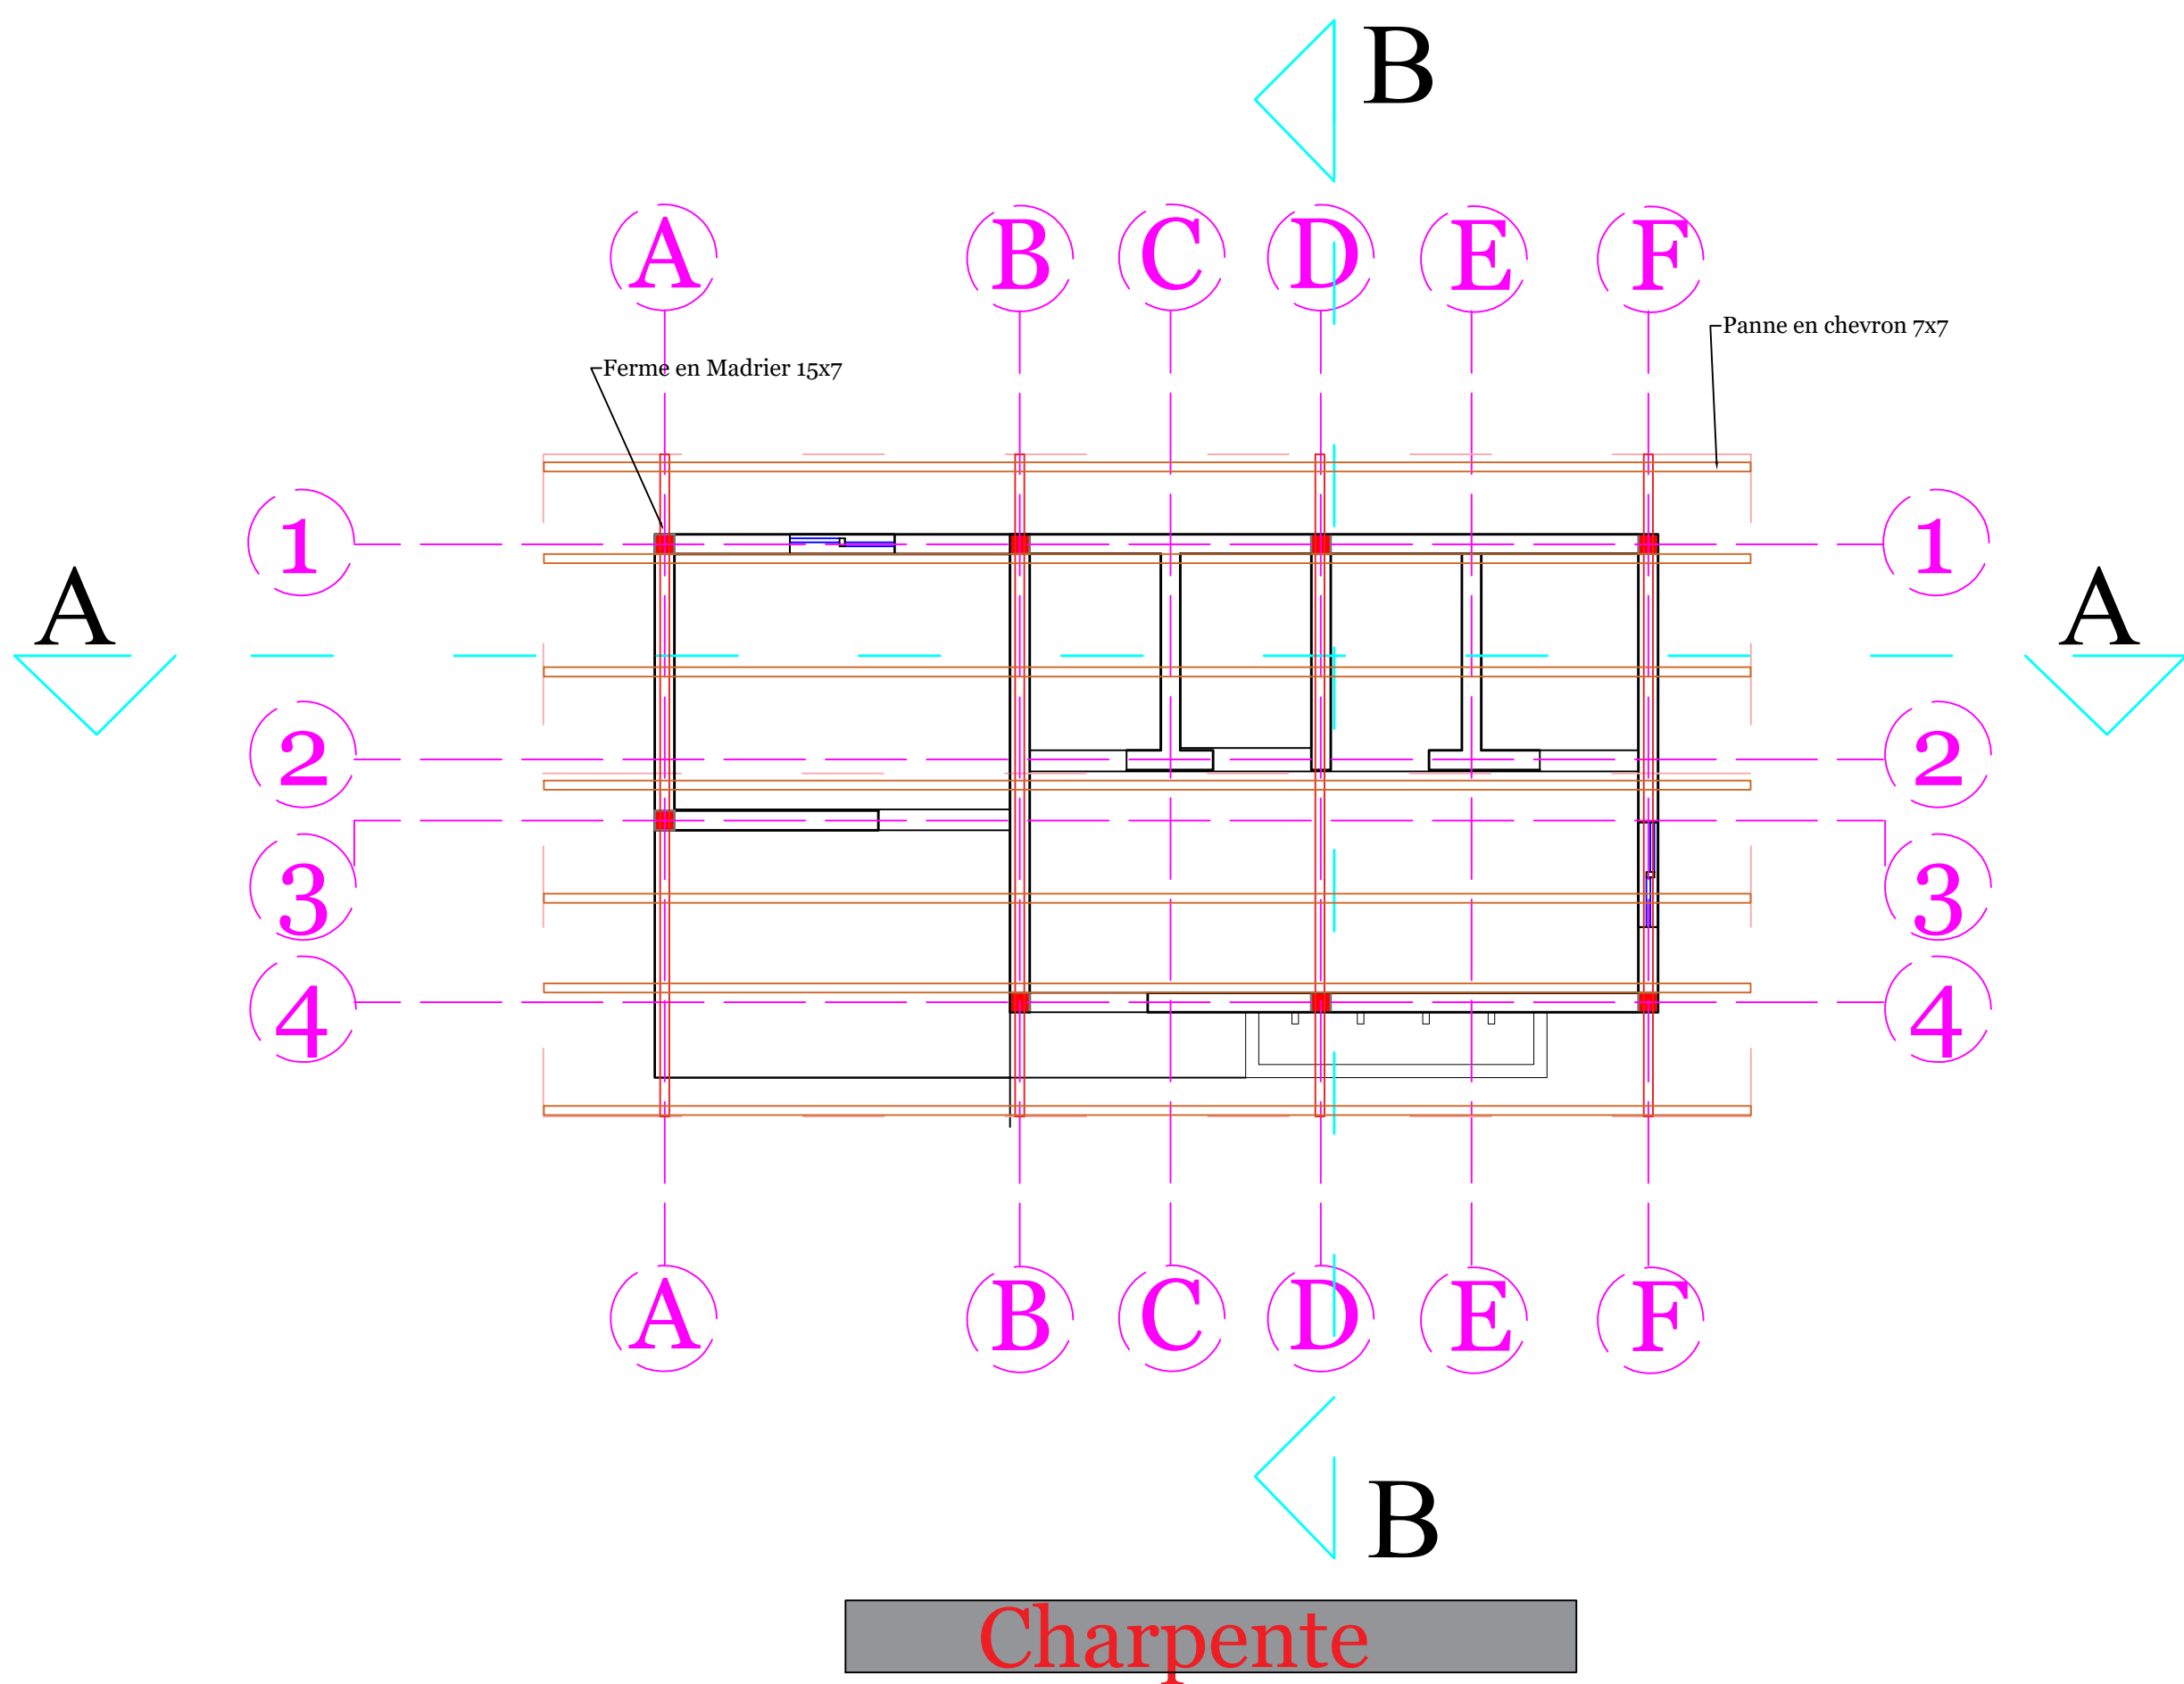 B
A B C D E F
Panne en chevron 7x7
Ferme en Madrier 15x7
1 1
A A
2 2
3 3
4 4
A B C D E F
B
Charpente